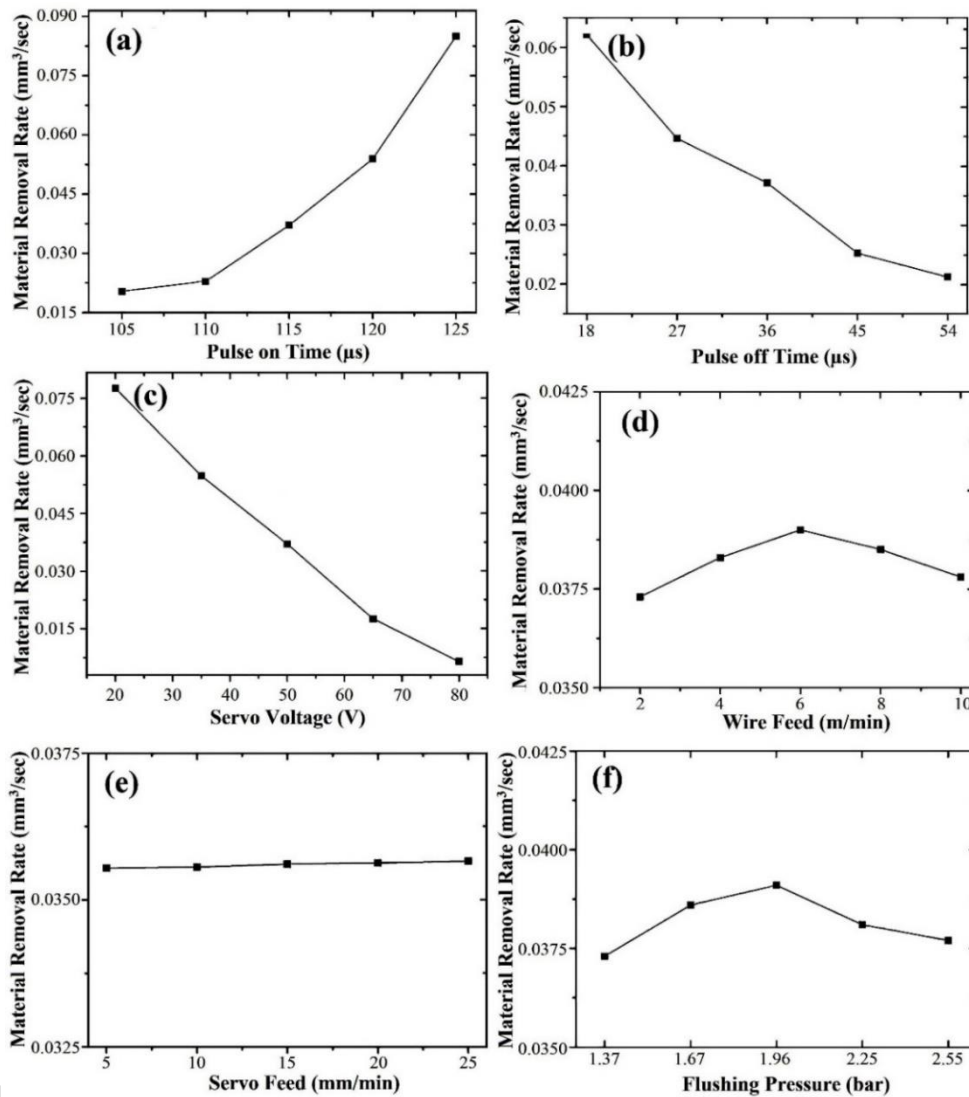 (a)
Material Removal Rate (mm³/sec)
0.090
0.075
0.060
0.045
0.030
0.015
105 110 115 120 125
Pulse on Time (µs)
(b)
Material Removal Rate (mm³/sec)
0.06
0.05
0.04
0.03
0.02
18 27 36 45 54
Pulse off Time (µs)
(c)
Material Removal Rate (mm³/sec)
0.075
0.060
0.045
0.030
0.015
20 30 40 50 60 70 80
Servo Voltage (V)
(d)
Material Removal Rate (mm³/sec)
0.0425
0.0400
0.0375
0.0350
2 4 6 8 10
Wire Feed (m/min)
(e)
Material Removal Rate (mm³/sec)
0.0375
0.0350
0.0325
5 10 15 20 25
Servo Feed (mm/min)
(f)
Material Removal Rate (mm³/sec)
0.0425
0.0400
0.0375
0.0350
1.37 1.67 1.96 2.25 2.55
Flushing Pressure (bar)